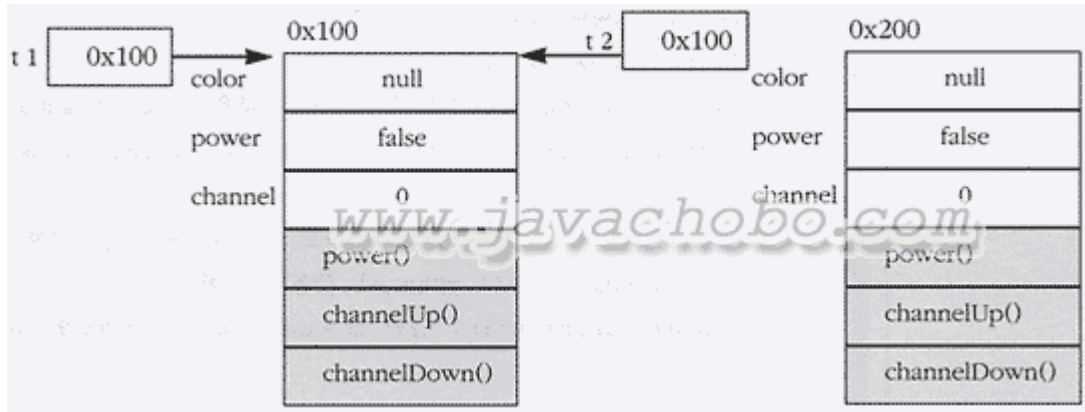 t 1
0x100
0x100
color
null
power
false
channel
0
power()
channelUp()
channelDown()
t 2
0x100
0x200
color
null
power
false
channel
0
power()
channelUp()
channelDown()
www.javachobo.com